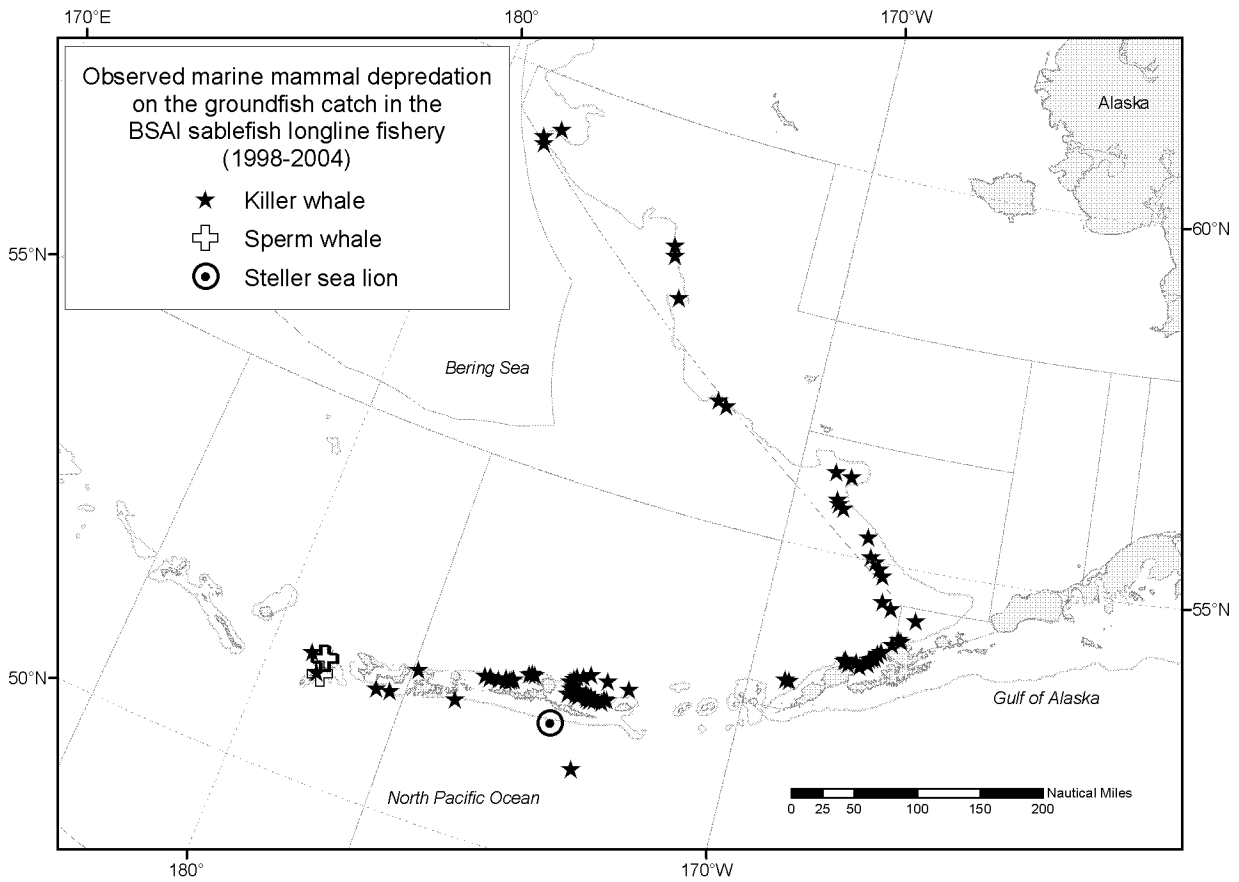 170°E
180°
170°W
Observed marine mammal depredation
on the groundfish catch in the
BSAI sablefish longline fishery
(1998-2004)
Killer whale
Sperm whale
Steller sea lion
Alaska
55°N
60°N
Bering Sea
55°N
50°N
Gulf of Alaska
North Pacific Ocean
Nautical Miles
0 25 50 100 150 200
180°
170°W